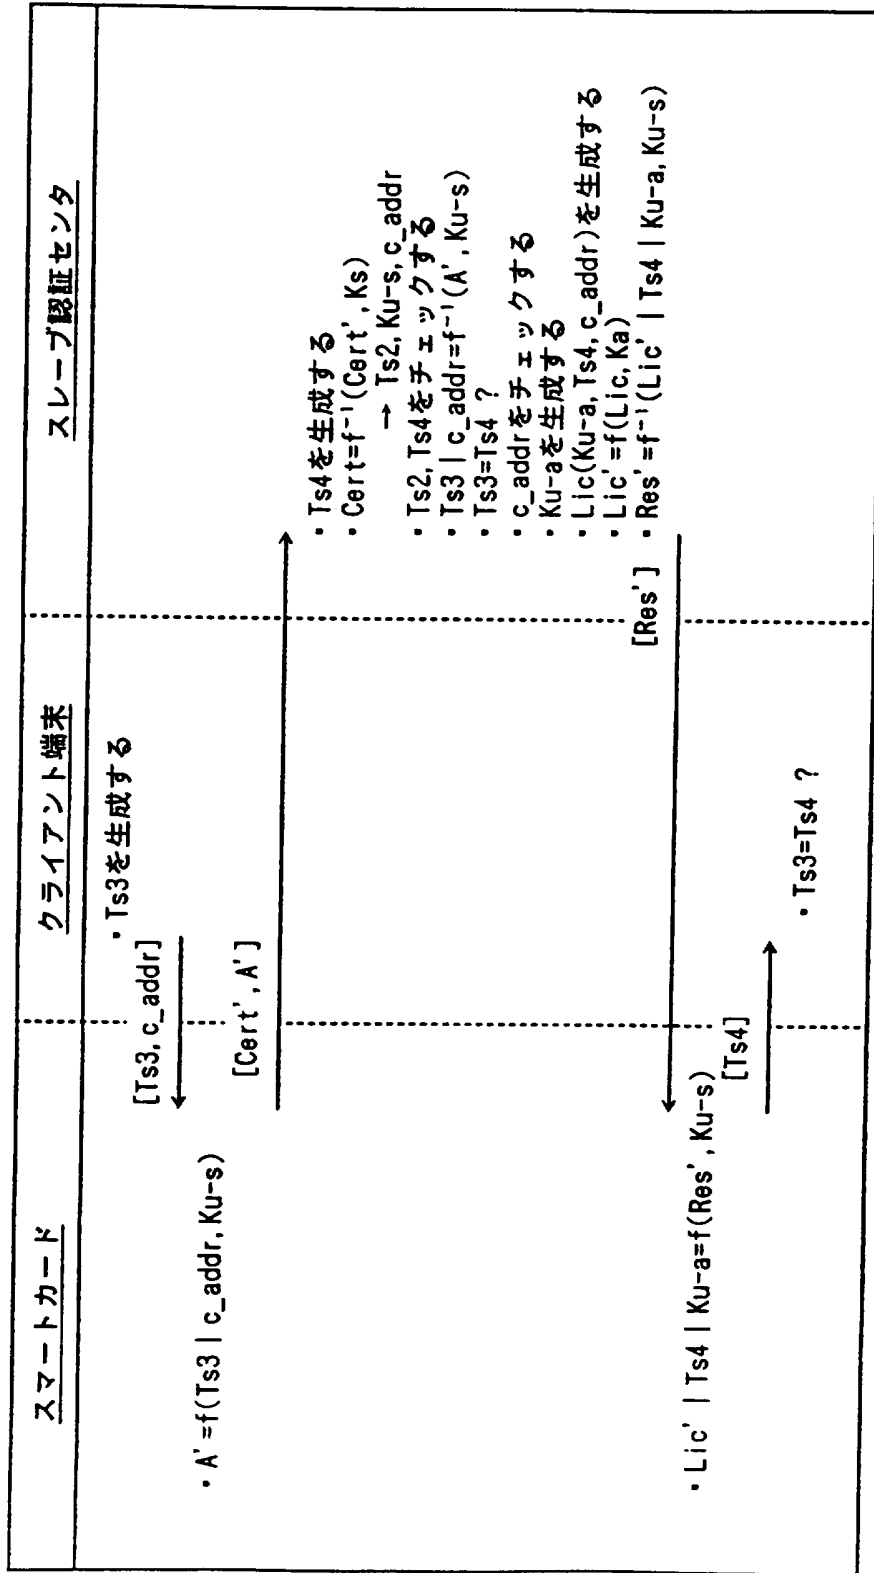 スマートカード
クライアント端末
スレーブ認証センタ
・Ts3を生成する
[Ts3, c_addr]
・A'=f(Ts3 | c_addr, Ku-s)
[Cert', A']
・Ts4を生成する
・Cert=f⁻¹(Cert', Ks)
→ Ts2, Ku-s, c_addr
・Ts2, Ts4をチェックする
・Ts3 | c_addr=f⁻¹(A', Ku-s)
・Ts3=Ts4 ?
・c_addrをチェックする
・Ku-aを生成する
・Lic(Ku-a, Ts4, c_addr)を生成する
・Lic'=f(Lic, Ka)
・Res'=f⁻¹(Lic' | Ts4 | Ku-a, Ku-s)
[Res']
・Lic' | Ts4 | Ku-a=f(Res', Ku-s)
[Ts4]
・Ts3=Ts4 ?